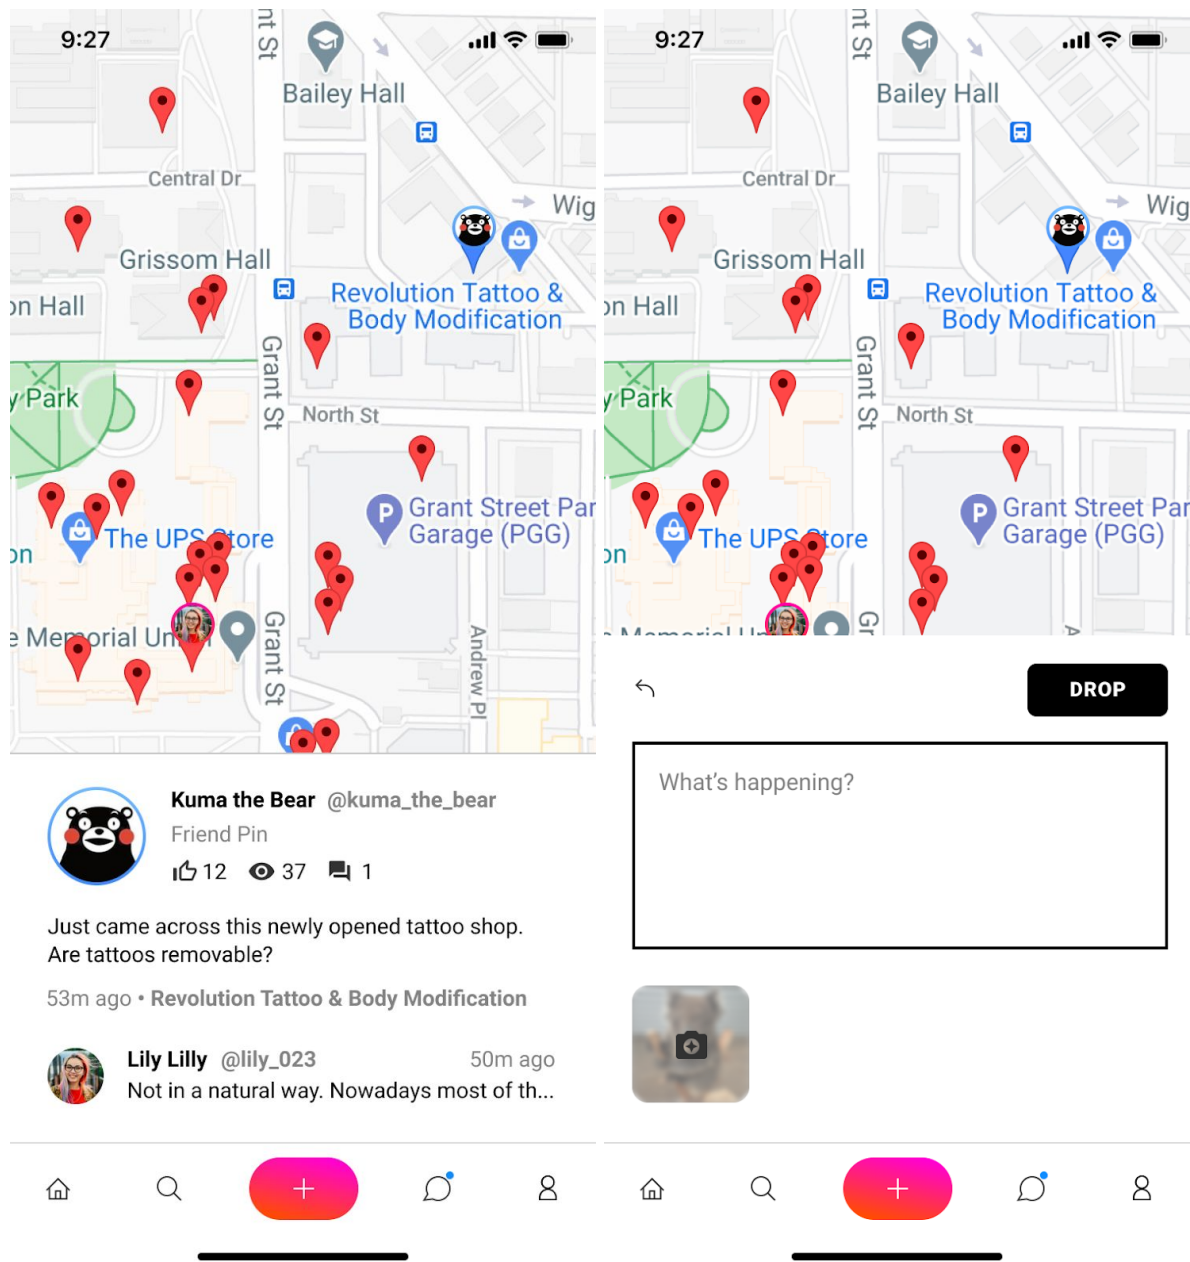 9:27
nt St
Bailey Hall
Central Dr
Wig
Grissom Hall
on Hall
Revolution Tattoo &
Body Modification
Grant St
y Park
North St
P
Grant Street Par
Garage (PGG)
The UPS Store
on
e Memorial Un
Grant St
Andrew Pl
Kuma the Bear @kuma_the_bear
Friend Pin
12 37 1
Just came across this newly opened tattoo shop.
Are tattoos removable?
53m ago • Revolution Tattoo & Body Modification
Lily Lilly @lily_023 50m ago
Not in a natural way. Nowadays most of th...
9:27
nt St
Bailey Hall
Central Dr
Wig
Grissom Hall
on Hall
Revolution Tattoo &
Body Modification
Grant St
y Park
North St
P
Grant Street Par
Garage (PGG)
The UPS Store
on
Gr
DROP
What's happening?